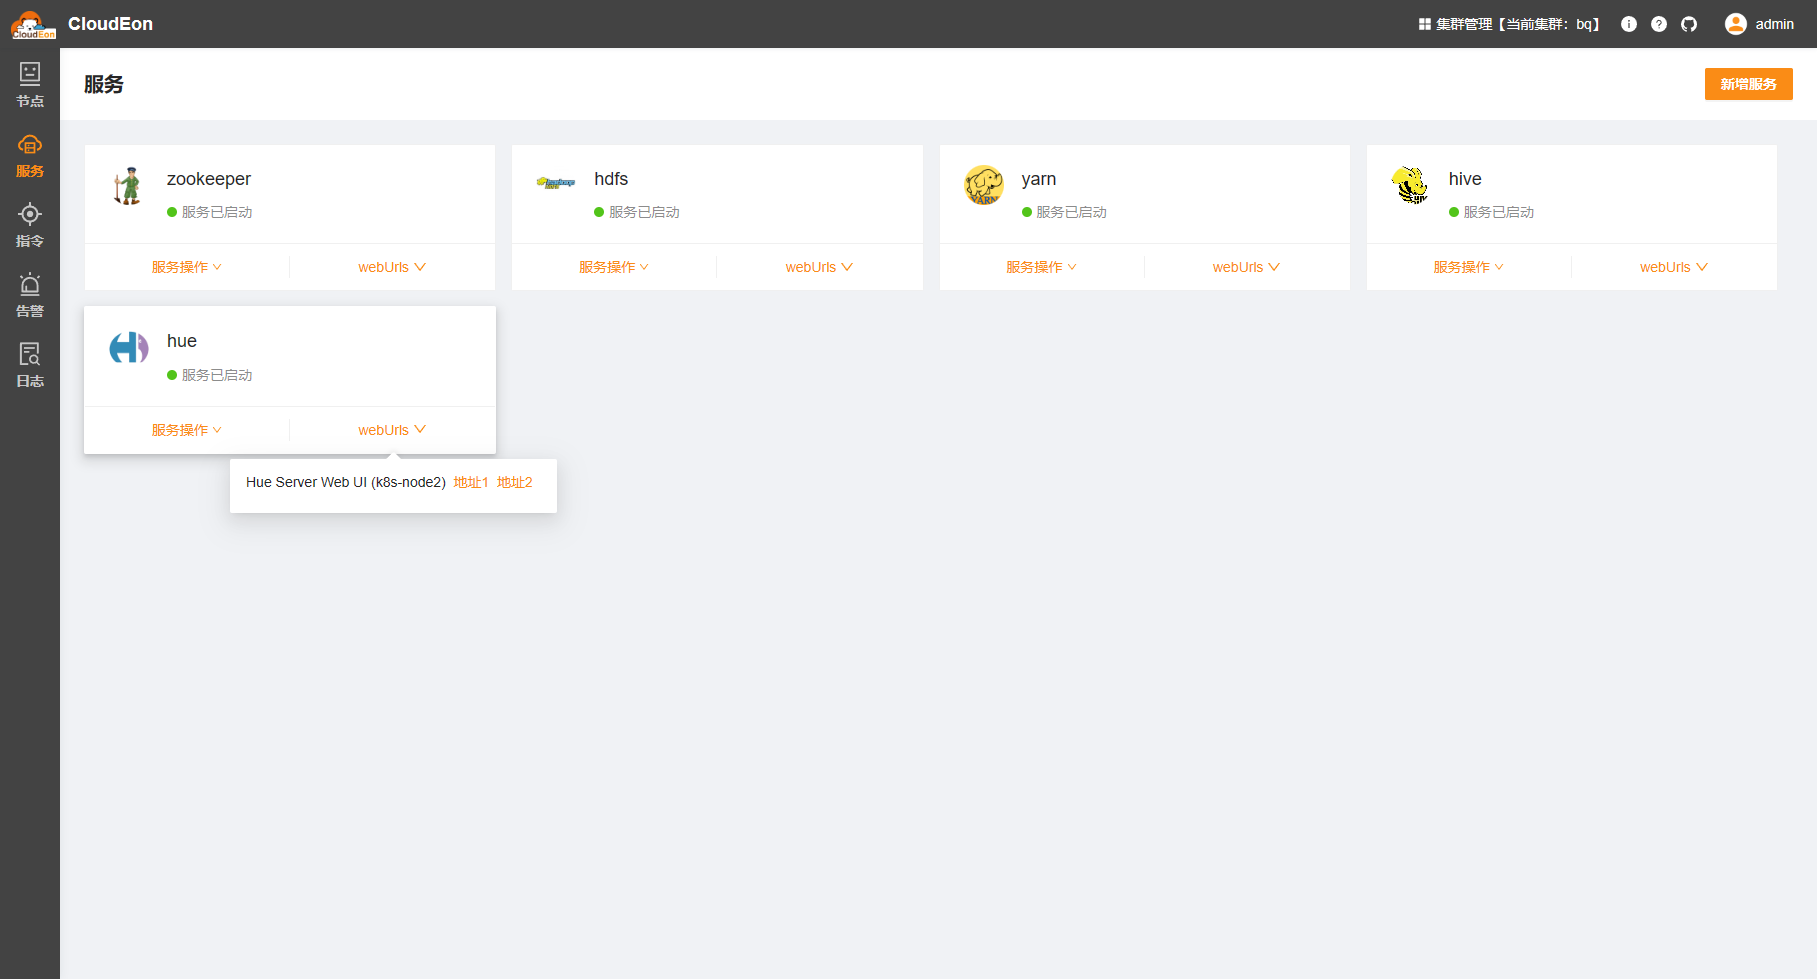 CloudEon
CloudEon
集群管理【当前集群：bq】
admin
节点
服务
指令
告警
日志
服务
新增服务
zookeeper
服务已启动
服务操作
webUrls
hdfs
服务已启动
服务操作
webUrls
YARN
yarn
服务已启动
服务操作
webUrls
hive
服务已启动
服务操作
webUrls
hue
服务已启动
服务操作
webUrls
Hue Server Web UI (k8s-node2) 地址1 地址2